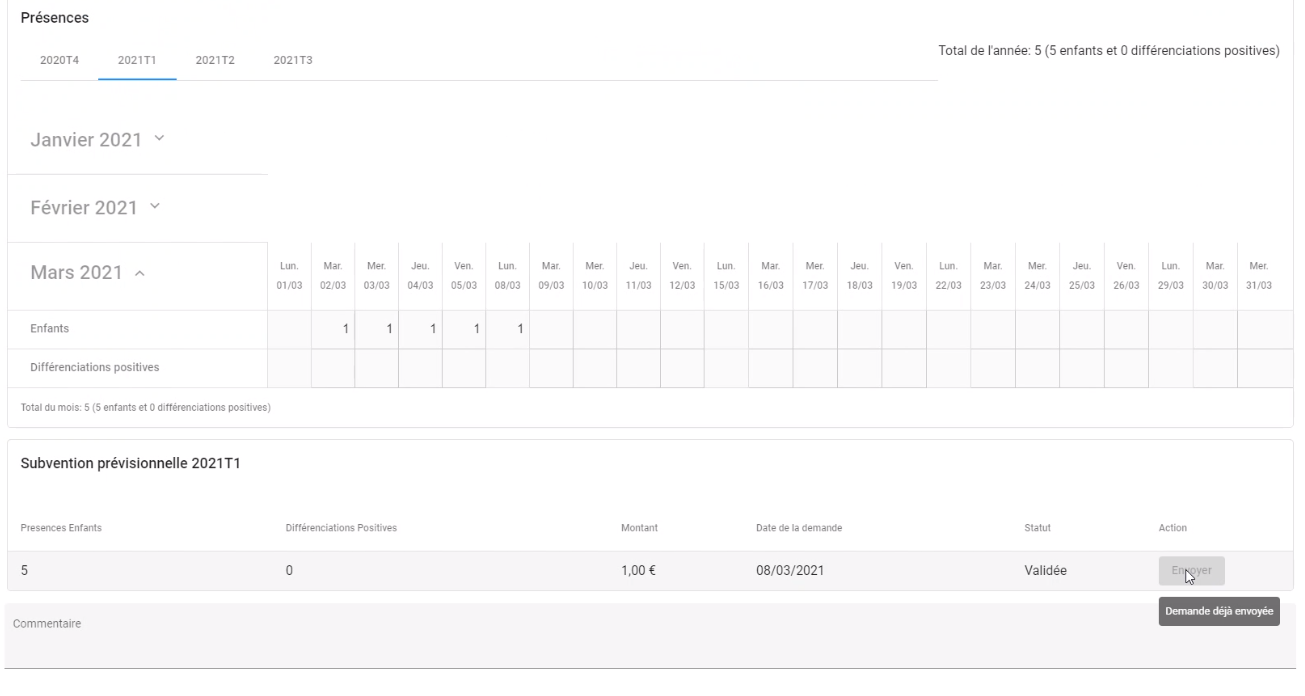 Présences
Total de l'année: 5 (5 enfants et 0 différenciations positives)
2020T4 2021T1 2021T2 2021T3
Janvier 2021
Février 2021
Mars 2021
Lun. Mar. Mer. Jeu. Ven. Lun. Mar. Mer. Jeu. Ven. Lun. Mar. Mer. Jeu. Ven. Lun. Mar. Mer. Jeu. Ven. Lun. Mar. Mer.
01/03 02/03 03/03 04/03 05/03 08/03 09/03 10/03 11/03 12/03 15/03 16/03 17/03 18/03 19/03 22/03 23/03 24/03 25/03 26/03 29/03 30/03 31/03
Enfants 1 1 1 1 1
Différenciations positives
Total du mois: 5 (5 enfants et 0 différenciations positives)
Subvention prévisionnelle 2021T1
Presences Enfants Différenciations Positives Montant Date de la demande Statut Action
5 0 1,00 € 08/03/2021 Validée Envoyer
Demande déjà envoyée
Commentaire